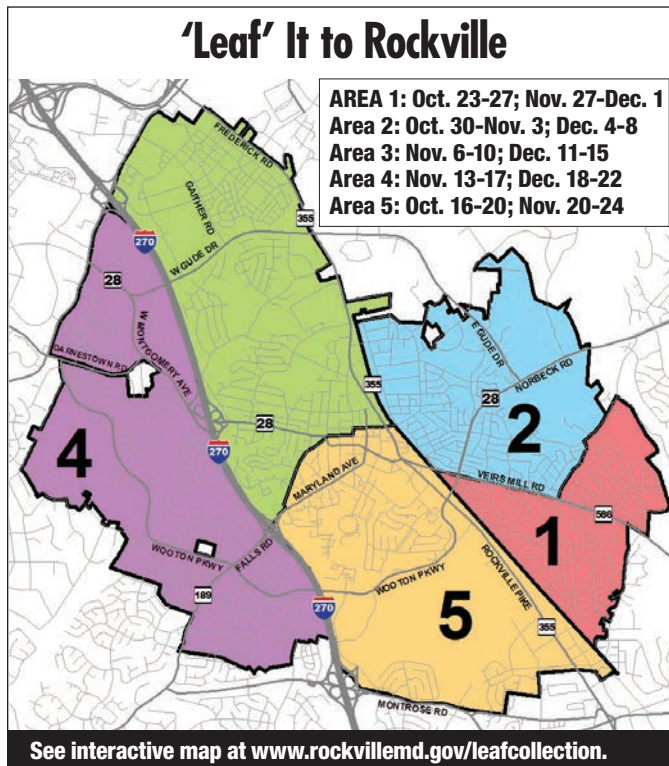 'Leaf' It to Rockville
AREA 1: Oct. 23-27; Nov. 27-Dec. 1
Area 2: Oct. 30-Nov. 3; Dec. 4-8
Area 3: Nov. 6-10; Dec. 11-15
Area 4: Nov. 13-17; Dec. 18-22
Area 5: Oct. 16-20; Nov. 20-24
FREDERICK RD
GAITHER RD
355
270
W GUDE DR
28
W MONTGOMERY AVE
DARNESTOWN RD
E GUDE DR
NORBECK RD
355
28
2
28
270
4
MARYLAND AVE
VEIRS MILL RD
586
1
WOOTON PKWY
FALLS RD
189
WOOTON PKWY
ROCKVILLE PIKE
270
5
355
MONTROSE RD
See interactive map at www.rockvillemd.gov/leafcollection.